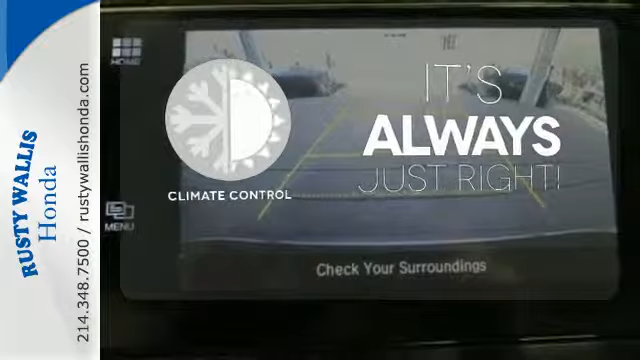 RUSTY WALLIS
Honda
214.348.7500 / rustywallishonda.com
HOME
MENU
CLIMATE CONTROL
IT'S
ALWAYS
JUST RIGHT!
Check Your Surroundings